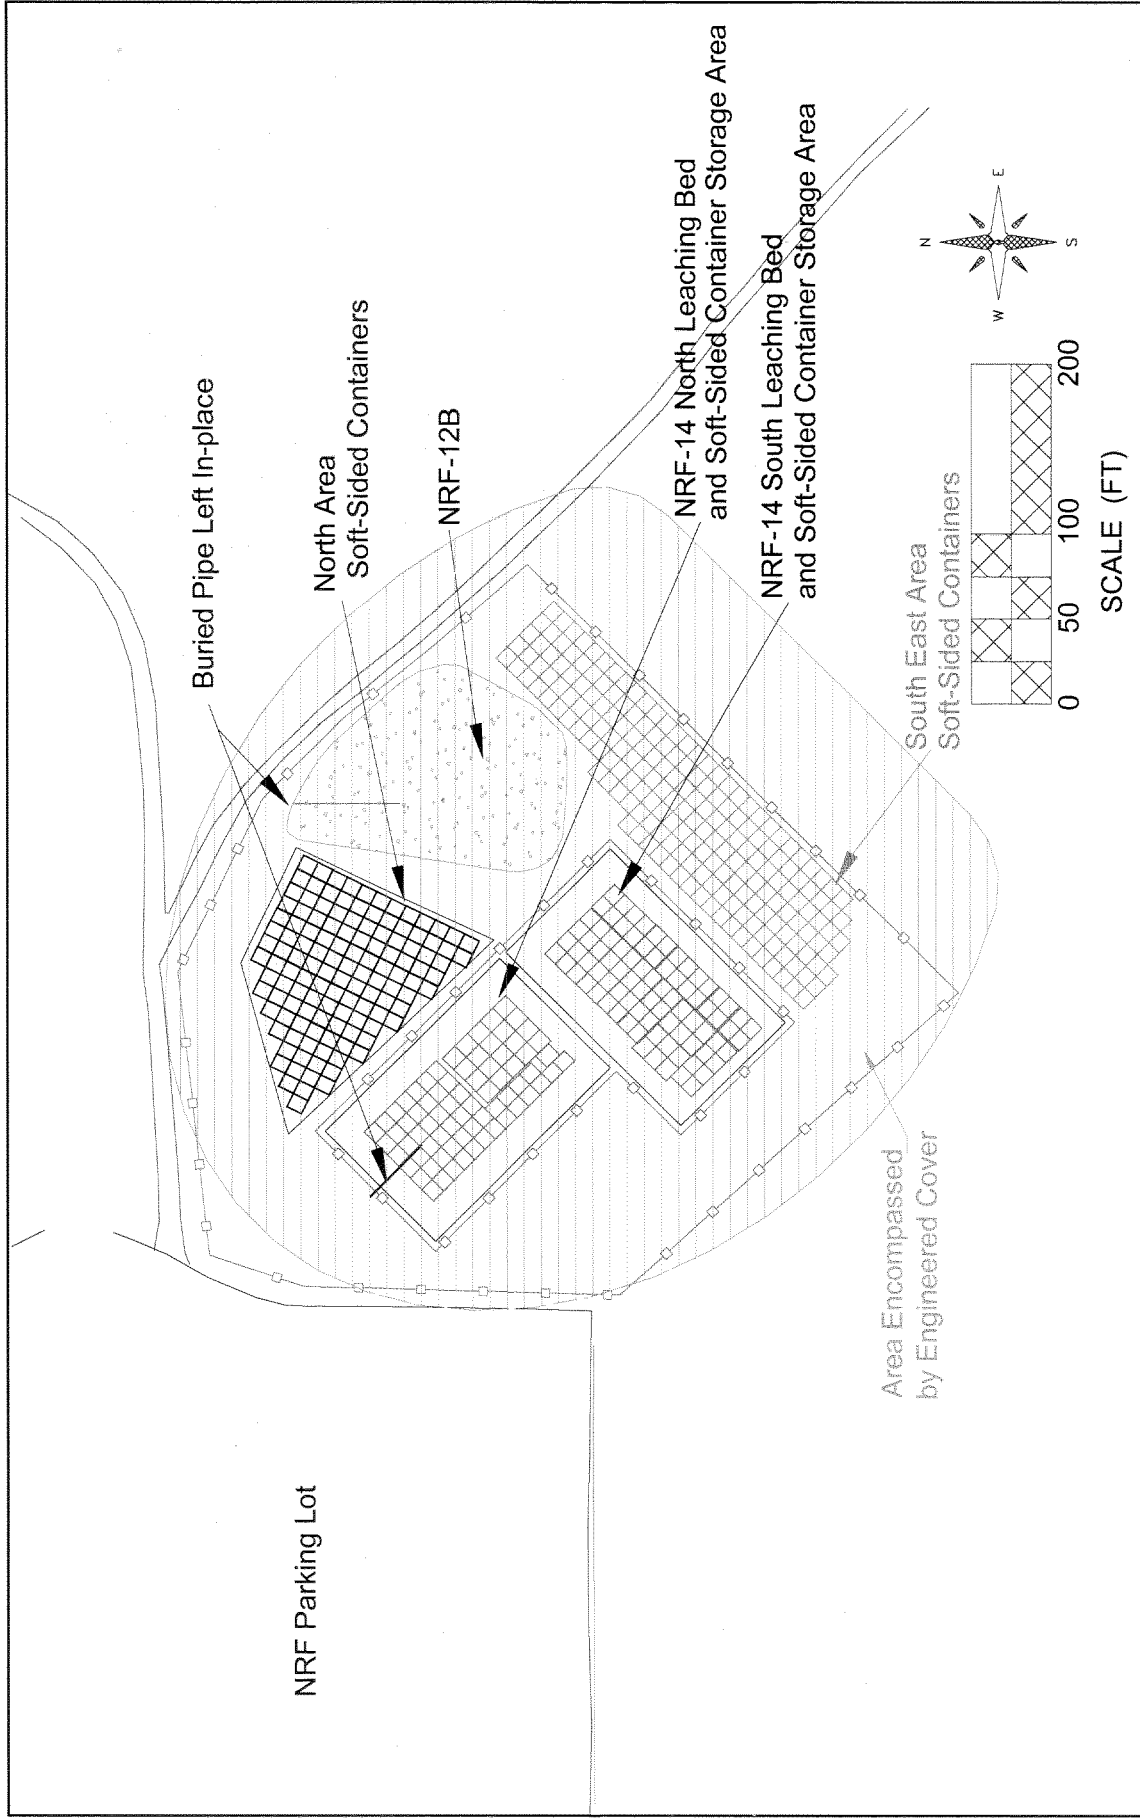 NRF Parking Lot
Buried Pipe Left In-place
North Area
Soft-Sided Containers
NRF-12B
NRF-14 North Leaching Bed
and Soft-Sided Container Storage Area
NRF-14 South Leaching Bed
and Soft-Sided Container Storage Area
South East Area
Soft-Sided Containers
Area Encompassed
by Engineered Cover
N
W
E
S
0
50
100
200
SCALE (FT)